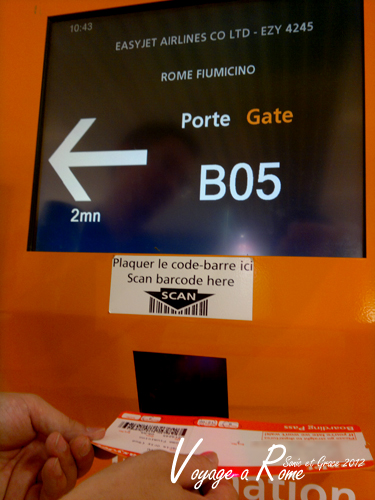 10:43
EASYJET AIRLINES CO LTD - EZY 4245
ROME FIUMICINO
Porte Gate
B05
2mn
Plaquer le code-barre ici
Scan barcode here
SCAN
Boarding Pass
Voyage a Rome
Sonic et Grace 2012